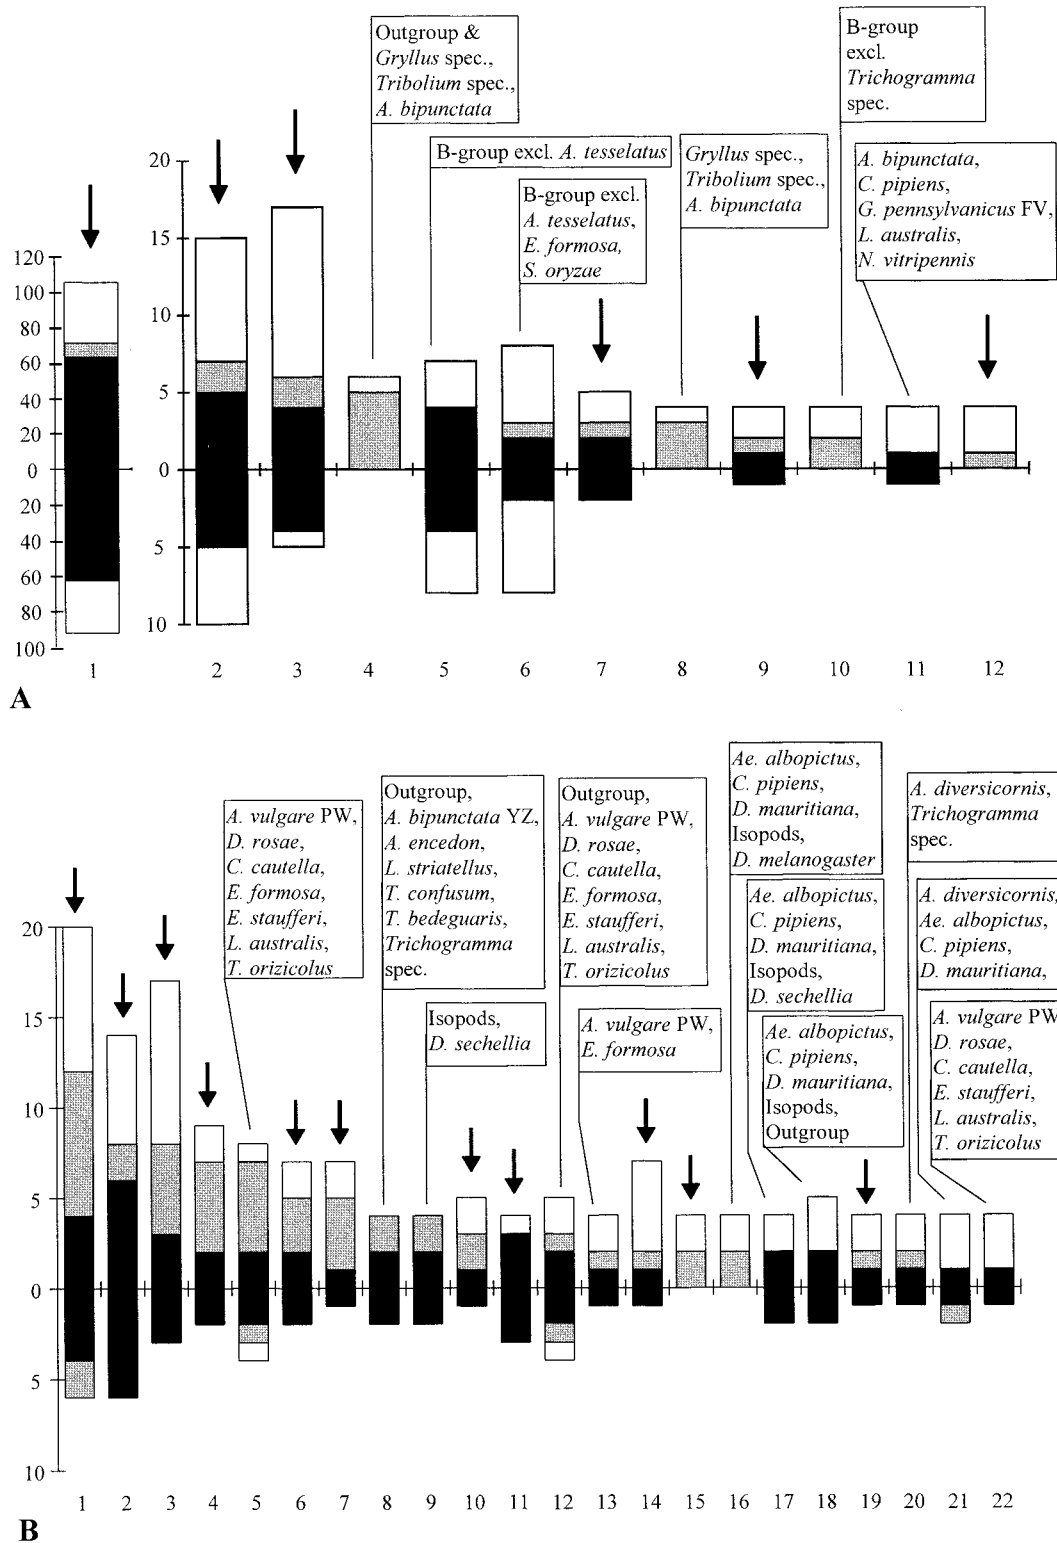 Outgroup &
Gryllus spec.,
Tribolium spec.,
A. bipunctata
B-group
excl.
Trichogramma
spec.
B-group excl. A. tesselatus
B-group excl.
A. tesselatus,
E. formosa,
S. oryzae
Gryllus spec.,
Tribolium spec.,
A. bipunctata
A. bipunctata,
C. pipiens,
G. pennsylvanicus FV,
L. australis,
N. vitripennis
120
100
80
60
40
20
0
20
40
60
80
100
20
15
10
5
0
5
10
1 2 3 4 5 6 7 8 9 10 11 12
A
A. vulgare PW,
D. rosae,
C. cautella,
E. formosa,
E. staufferi,
L. australis,
T. orizicolus
Outgroup,
A. bipunctata YZ,
A. encedon,
L. striatellus,
T. confusum,
T. bedeguaris,
Trichogramma
spec.
Isopods,
D. sechellia
Outgroup,
A. vulgare PW,
D. rosae,
C. cautella,
E. formosa,
E. staufferi,
L. australis,
T. orizicolus
A. vulgare PW,
E. formosa
Ae. albopictus,
C. pipiens,
D. mauritiana,
Isopods,
D. melanogaster
Ae. albopictus,
C. pipiens,
D. mauritiana,
Isopods,
D. sechellia
Ae. albopictus,
C. pipiens,
D. mauritiana,
Isopods,
Outgroup
A. diversicornis,
Trichogramma
spec.
A. diversicornis,
Ae. albopictus,
C. pipiens,
D. mauritiana,
A. vulgare PW
D. rosae,
C. cautella,
E. staufferi,
L. australis,
T. orizicolus
20
15
10
5
0
5
10
1 2 3 4 5 6 7 8 9 10 11 12 13 14 15 16 17 18 19 20 21 22
B